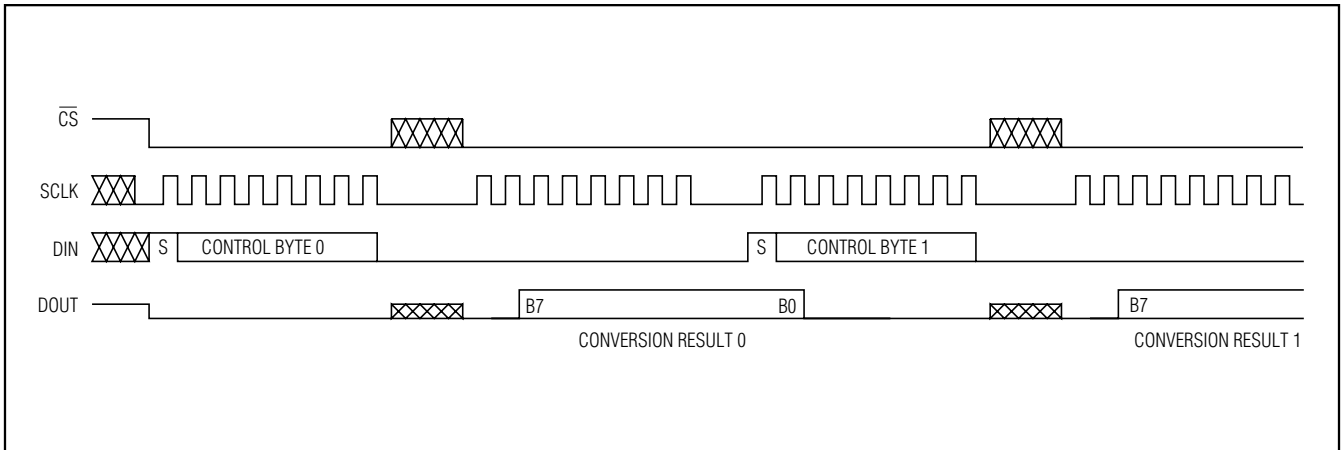 CS
SCLK
DIN S CONTROL BYTE 0 S CONTROL BYTE 1
DOUT B7 B0 B7
CONVERSION RESULT 0 CONVERSION RESULT 1